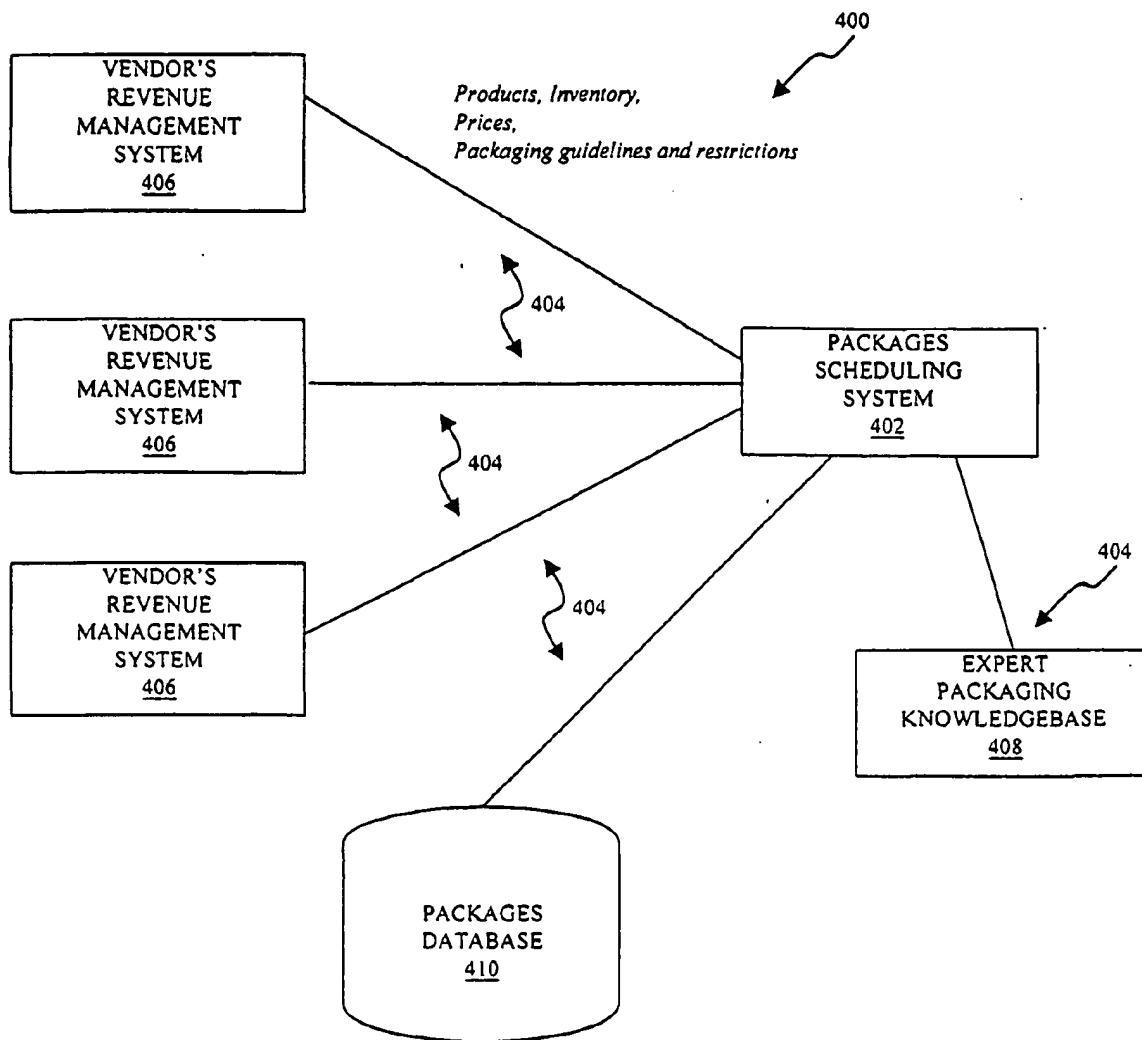 400
VENDOR'S
REVENUE
MANAGEMENT
SYSTEM
406
Products, Inventory,
Prices,
Packaging guidelines and restrictions
404
VENDOR'S
REVENUE
MANAGEMENT
SYSTEM
406
PACKAGES
SCHEDULING
SYSTEM
402
404
VENDOR'S
REVENUE
MANAGEMENT
SYSTEM
406
404
404
EXPERT
PACKAGING
KNOWLEDGEBASE
408
PACKAGES
DATABASE
410